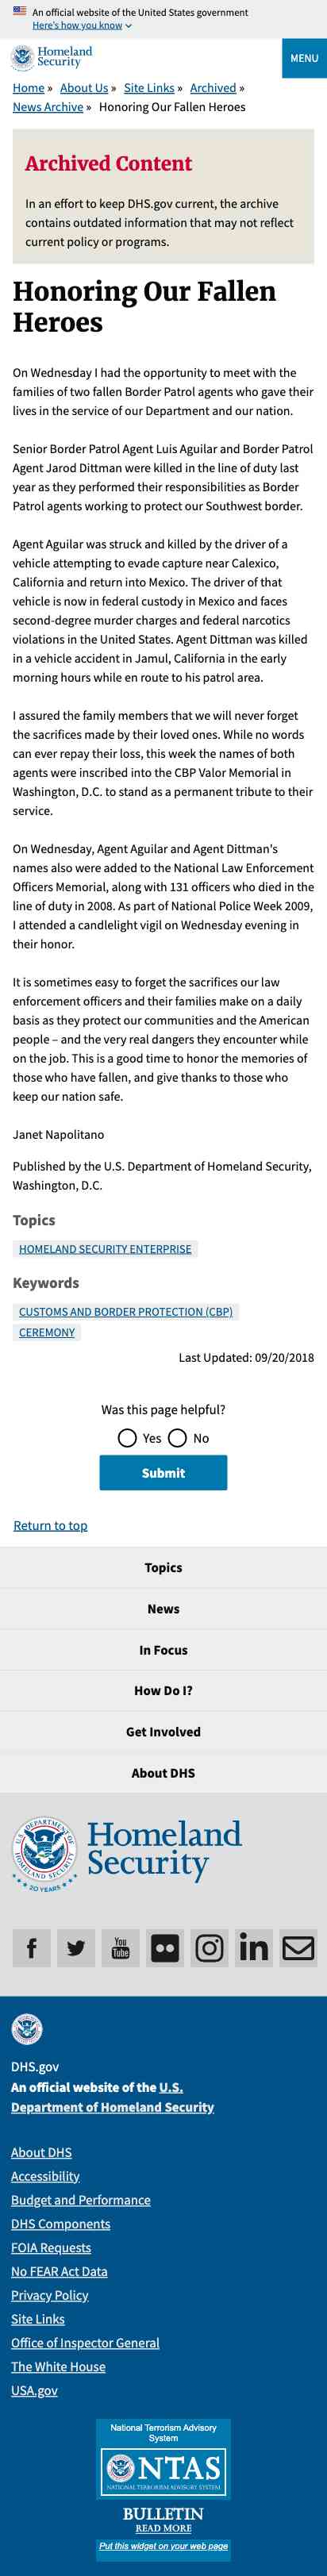 An official website of the United States government
Here's how you know
Homeland
Security
MENU
Home » About Us » Site Links » Archived »
News Archive » Honoring Our Fallen Heroes
Archived Content
In an effort to keep DHS.gov current, the archive
contains outdated information that may not reflect
current policy or programs.
Honoring Our Fallen
Heroes
On Wednesday I had the opportunity to meet with the
families of two fallen Border Patrol agents who gave their
lives in the service of our Department and our nation.
Senior Border Patrol Agent Luis Aguilar and Border Patrol
Agent Jarod Dittman were killed in the line of duty last
year as they performed their responsibilities as Border
Patrol agents working to protect our Southwest border.
Agent Aguilar was struck and killed by the driver of a
vehicle attempting to evade capture near Calexico,
California and return into Mexico. The driver of that
vehicle is now in federal custody in Mexico and faces
second-degree murder charges and federal narcotics
violations in the United States. Agent Dittman was killed
in a vehicle accident in Jamul, California in the early
morning hours while en route to his patrol area.
I assured the family members that we will never forget
the sacrifices made by their loved ones. While no words
can ever repay their loss, this week the names of both
agents were inscribed into the CBP Valor Memorial in
Washington, D.C. to stand as a permanent tribute to their
service.
On Wednesday, Agent Aguilar and Agent Dittman's
names also were added to the National Law Enforcement
Officers Memorial, along with 131 officers who died in the
line of duty in 2008. As part of National Police Week 2009,
I attended a candlelight vigil on Wednesday evening in
their honor.
It is sometimes easy to forget the sacrifices our law
enforcement officers and their families make on a daily
basis as they protect our communities and the American
people – and the very real dangers they encounter while
on the job. This is a good time to honor the memories of
those who have fallen, and give thanks to those who
keep our nation safe.
Janet Napolitano
Published by the U.S. Department of Homeland Security,
Washington, D.C.
Topics
HOMELAND SECURITY ENTERPRISE
Keywords
CUSTOMS AND BORDER PROTECTION (CBP)
CEREMONY
Last Updated: 09/20/2018
Was this page helpful?
Yes No
Submit
Return to top
Topics
News
In Focus
How Do I?
Get Involved
About DHS
U.S. DEPARTMENT OF HOMELAND SECURITY
20 YEARS
Homeland
Security
You
Tube
in
DHS.gov
An official website of the U.S.
Department of Homeland Security
About DHS
Accessibility
Budget and Performance
DHS Components
FOIA Requests
No FEAR Act Data
Privacy Policy
Site Links
Office of Inspector General
The White House
USA.gov
National Terrorism Advisory
System
NTAS
NATIONAL TERRORISM ADVISORY SYSTEM
BULLETIN
READ MORE
Put this widget on your web page